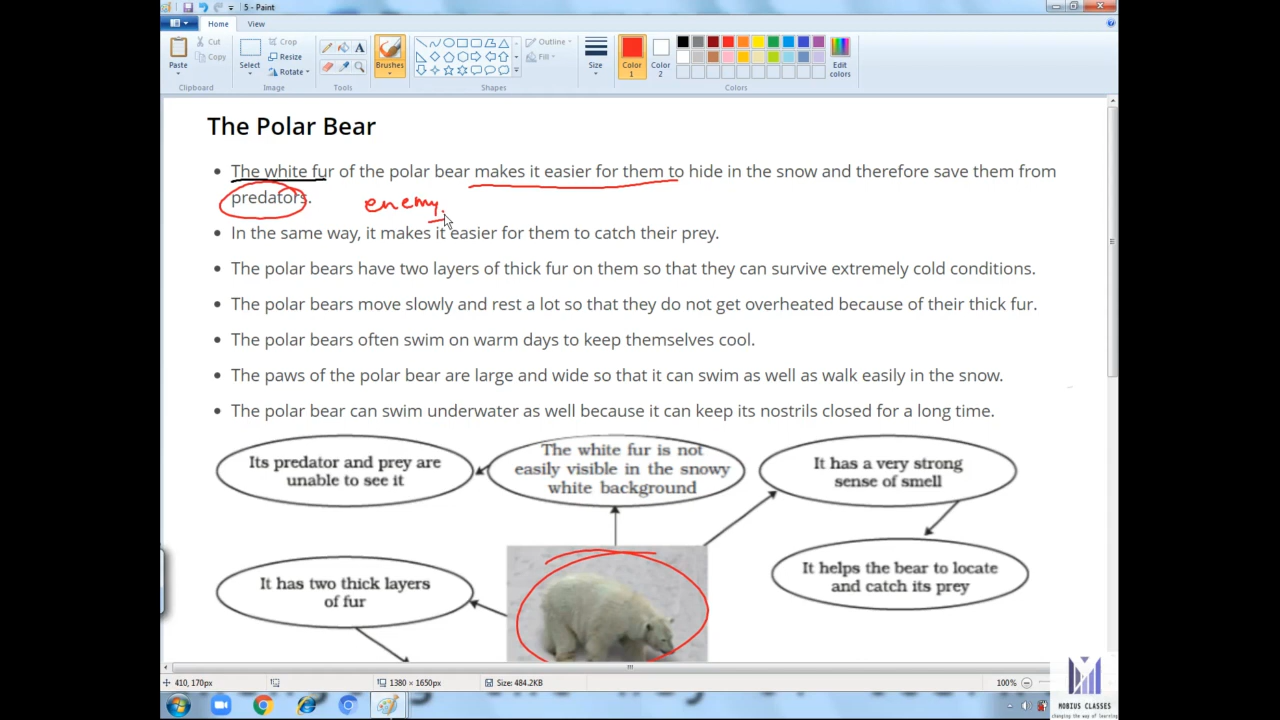 5 - Paint
Home View
Cut
Copy
Paste
Clipboard
Crop
Resize
Rotate
Select
Image
Tools
Brushes
Outline
Fill
Shapes
Size
Color 1
Color 2
Edit colors
Colors
The Polar Bear
• The white fur of the polar bear makes it easier for them to hide in the snow and therefore save them from
predators.
enemy.
• In the same way, it makes it easier for them to catch their prey.
• The polar bears have two layers of thick fur on them so that they can survive extremely cold conditions.
• The polar bears move slowly and rest a lot so that they do not get overheated because of their thick fur.
• The polar bears often swim on warm days to keep themselves cool.
• The paws of the polar bear are large and wide so that it can swim as well as walk easily in the snow.
• The polar bear can swim underwater as well because it can keep its nostrils closed for a long time.
Its predator and prey are
unable to see it
The white fur is not
easily visible in the snowy
white background
It has a very strong
sense of smell
It has two thick layers
of fur
It helps the bear to locate
and catch its prey
410, 170px
1380 × 1650px
Size: 484.2KB
100%
MOBIUS CLASSES
changing the way of learning